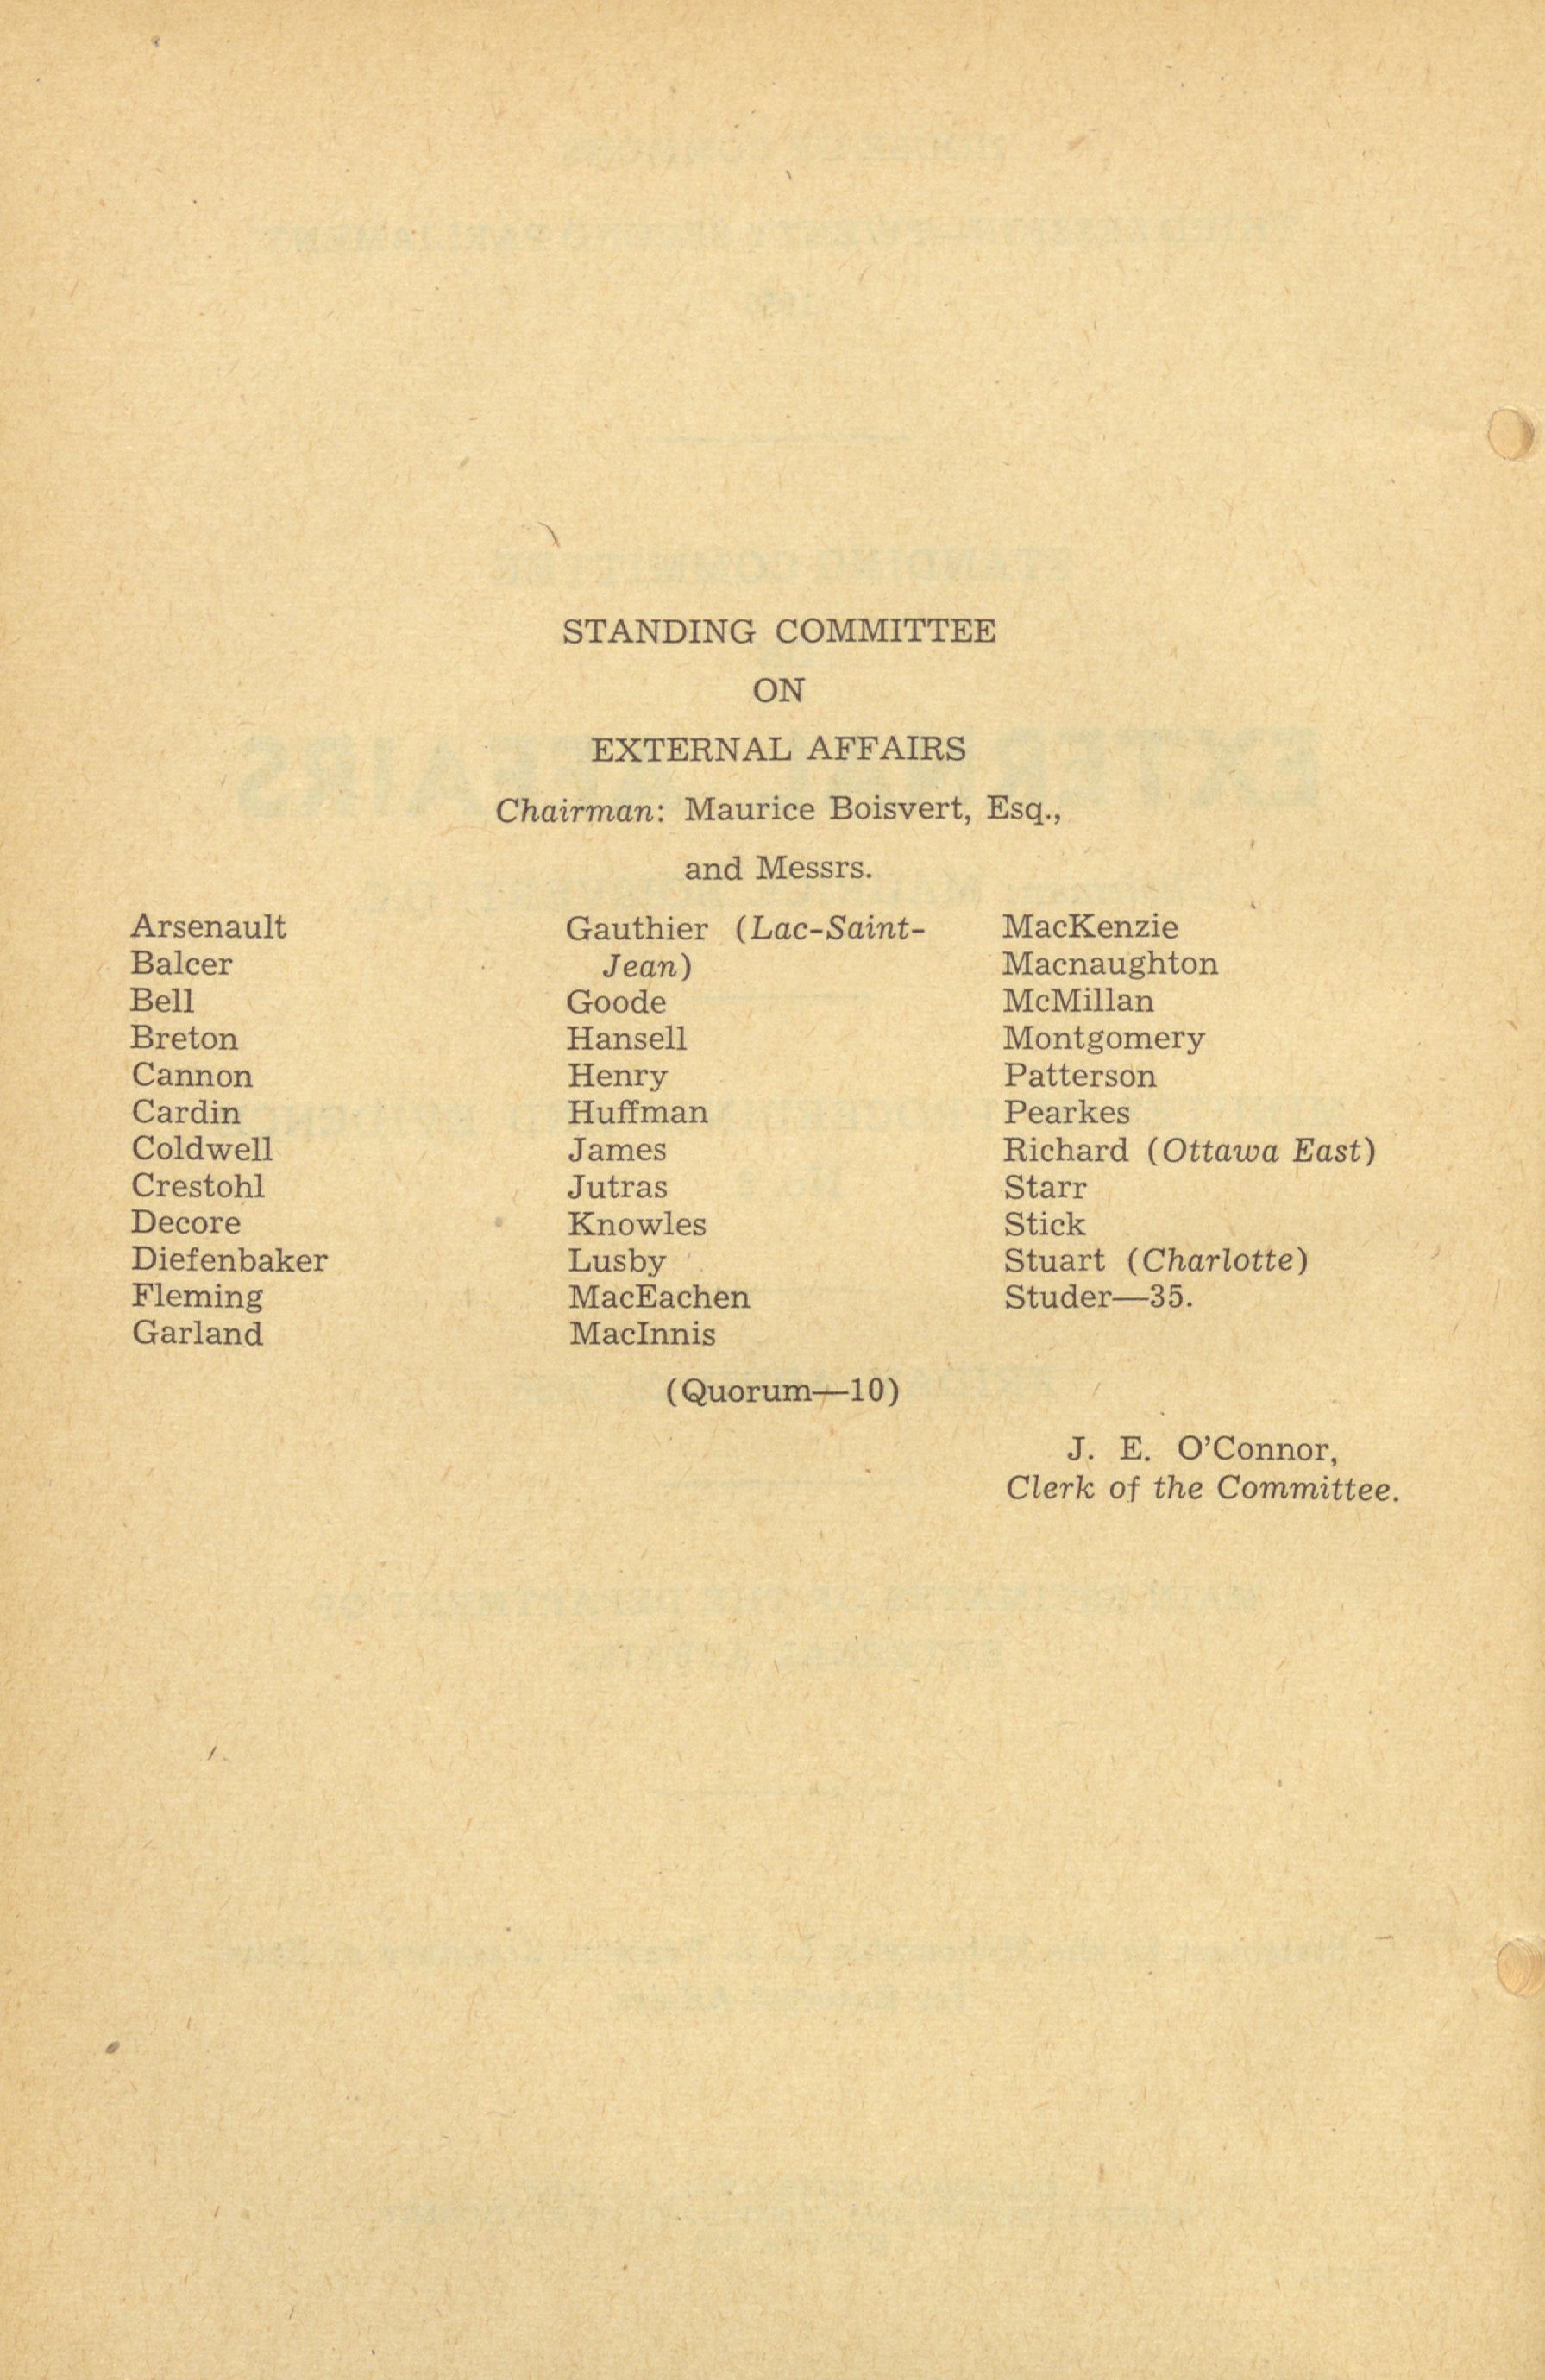 STANDING COMMITTEE
ON
EXTERNAL AFFAIRS
Chairman: Maurice Boisvert, Esq.,
and Messrs.
Arsenault
Balcer
Bell
Breton
Cannon
Cardin
Coldwell
Crestohl
Decore
Diefenbaker
Fleming
Garland
Gauthier (Lac-Saint-
Jean)
Goode
Hansell
Henry
Huffman
James
Jutras
Knowles
Lusby
MacEachen
MacInnis
MacKenzie
Macnaughton
McMillan
Montgomery
Patterson
Pearkes
Richard (Ottawa East)
Starr
Stick
Stuart (Charlotte)
Studer—35.
(Quorum—10)
J. E. O'Connor,
Clerk of the Committee.